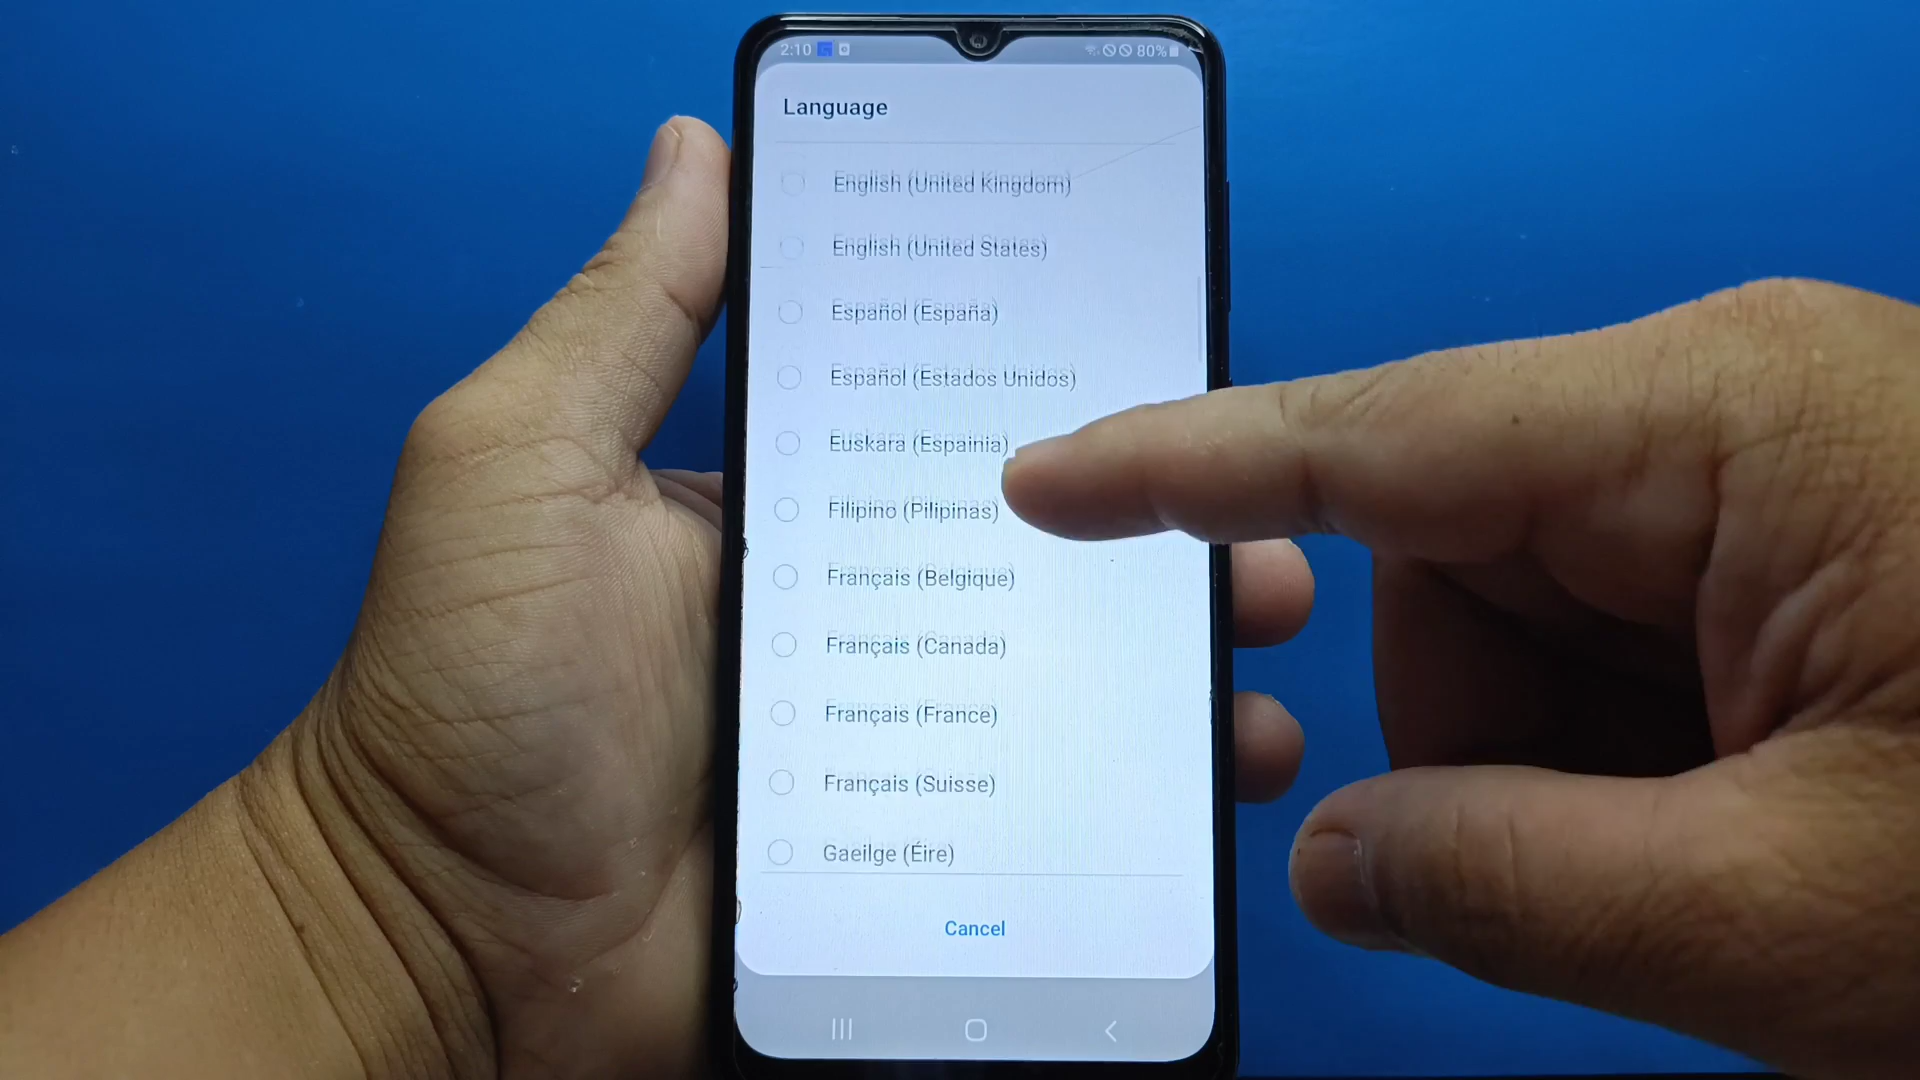 2:10 80%
Language
English (United Kingdom)
English (United States)
Español (España)
Español (Estados Unidos)
Euskara (Espainia)
Filipino (Pilipinas)
Français (Belgique)
Français (Canada)
Français (France)
Français (Suisse)
Gaeilge (Éire)
Cancel